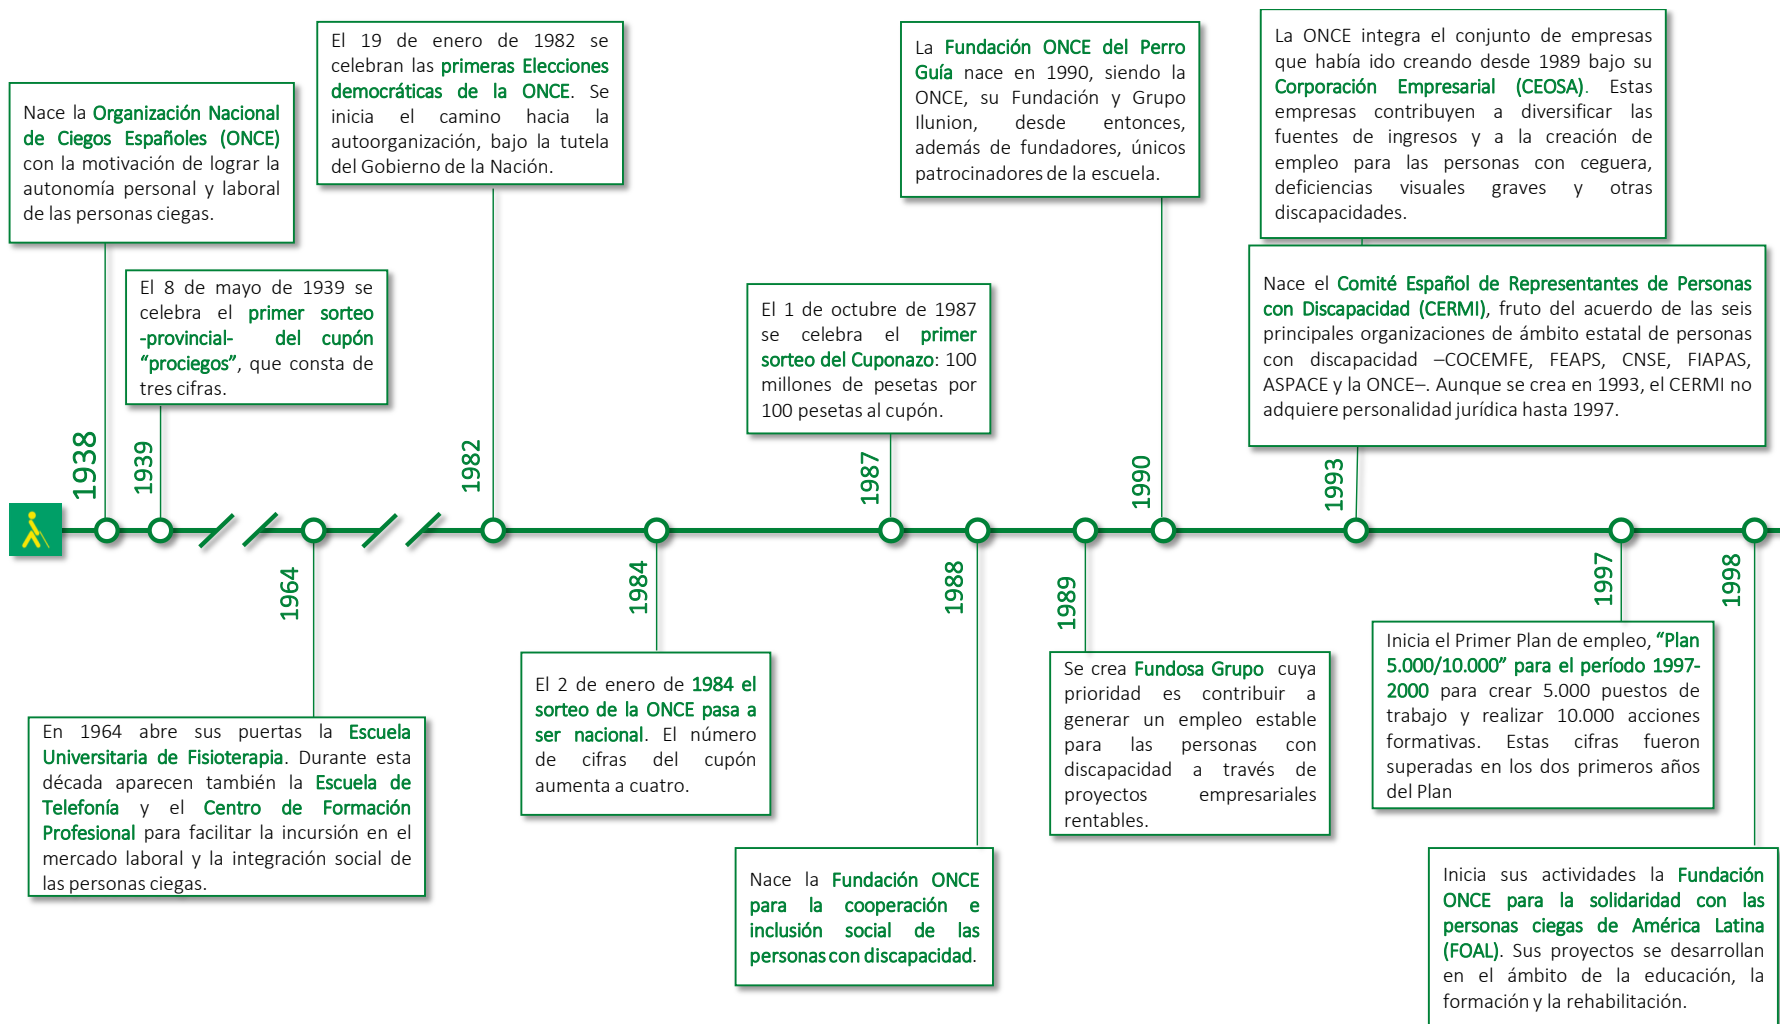 Nace la Organización Nacional
de Ciegos Españoles (ONCE)
con la motivación de lograr la
autonomía personal y laboral
de las personas ciegas.
1938
El 8 de mayo de 1939 se
celebra el primer sorteo
-provincial- del cupón
“prociegos”, que consta de
tres cifras.
1939
1964
En 1964 abre sus puertas la Escuela
Universitaria de Fisioterapia. Durante esta
década aparecen también la Escuela de
Telefonía y el Centro de Formación
Profesional para facilitar la incursión en el
mercado laboral y la integración social de
las personas ciegas.
El 19 de enero de 1982 se
celebran las primeras Elecciones
democráticas de la ONCE. Se
inicia el camino hacia la
autoorganización, bajo la tutela
del Gobierno de la Nación.
1982
1984
El 2 de enero de 1984 el
sorteo de la ONCE pasa a
ser nacional. El número
de cifras del cupón
aumenta a cuatro.
El 1 de octubre de 1987
se celebra el primer
sorteo del Cuponazo: 100
millones de pesetas por
100 pesetas al cupón.
1987
1988
Nace la Fundación ONCE
para la cooperación e
inclusión social de las
personas con discapacidad.
1989
Se crea Fundosa Grupo cuya
prioridad es contribuir a
generar un empleo estable
para las personas con
discapacidad a través de
proyectos empresariales
rentables.
La Fundación ONCE del Perro
Guía nace en 1990, siendo la
ONCE, su Fundación y Grupo
Ilunion, desde entonces,
además de fundadores, únicos
patrocinadores de la escuela.
1990
La ONCE integra el conjunto de empresas
que había ido creando desde 1989 bajo su
Corporación Empresarial (CEOSA). Estas
empresas contribuyen a diversificar las
fuentes de ingresos y a la creación de
empleo para las personas con ceguera,
deficiencias visuales graves y otras
discapacidades.
Nace el Comité Español de Representantes de Personas
con Discapacidad (CERMI), fruto del acuerdo de las seis
principales organizaciones de ámbito estatal de personas
con discapacidad –COCEMFE, FEAPS, CNSE, FIAPAS,
ASPACE y la ONCE–. Aunque se crea en 1993, el CERMI no
adquiere personalidad jurídica hasta 1997.
1993
1997
Inicia el Primer Plan de empleo, “Plan
5.000/10.000” para el período 1997-
2000 para crear 5.000 puestos de
trabajo y realizar 10.000 acciones
formativas. Estas cifras fueron
superadas en los dos primeros años
del Plan
1998
Inicia sus actividades la Fundación
ONCE para la solidaridad con las
personas ciegas de América Latina
(FOAL). Sus proyectos se desarrollan
en el ámbito de la educación, la
formación y la rehabilitación.